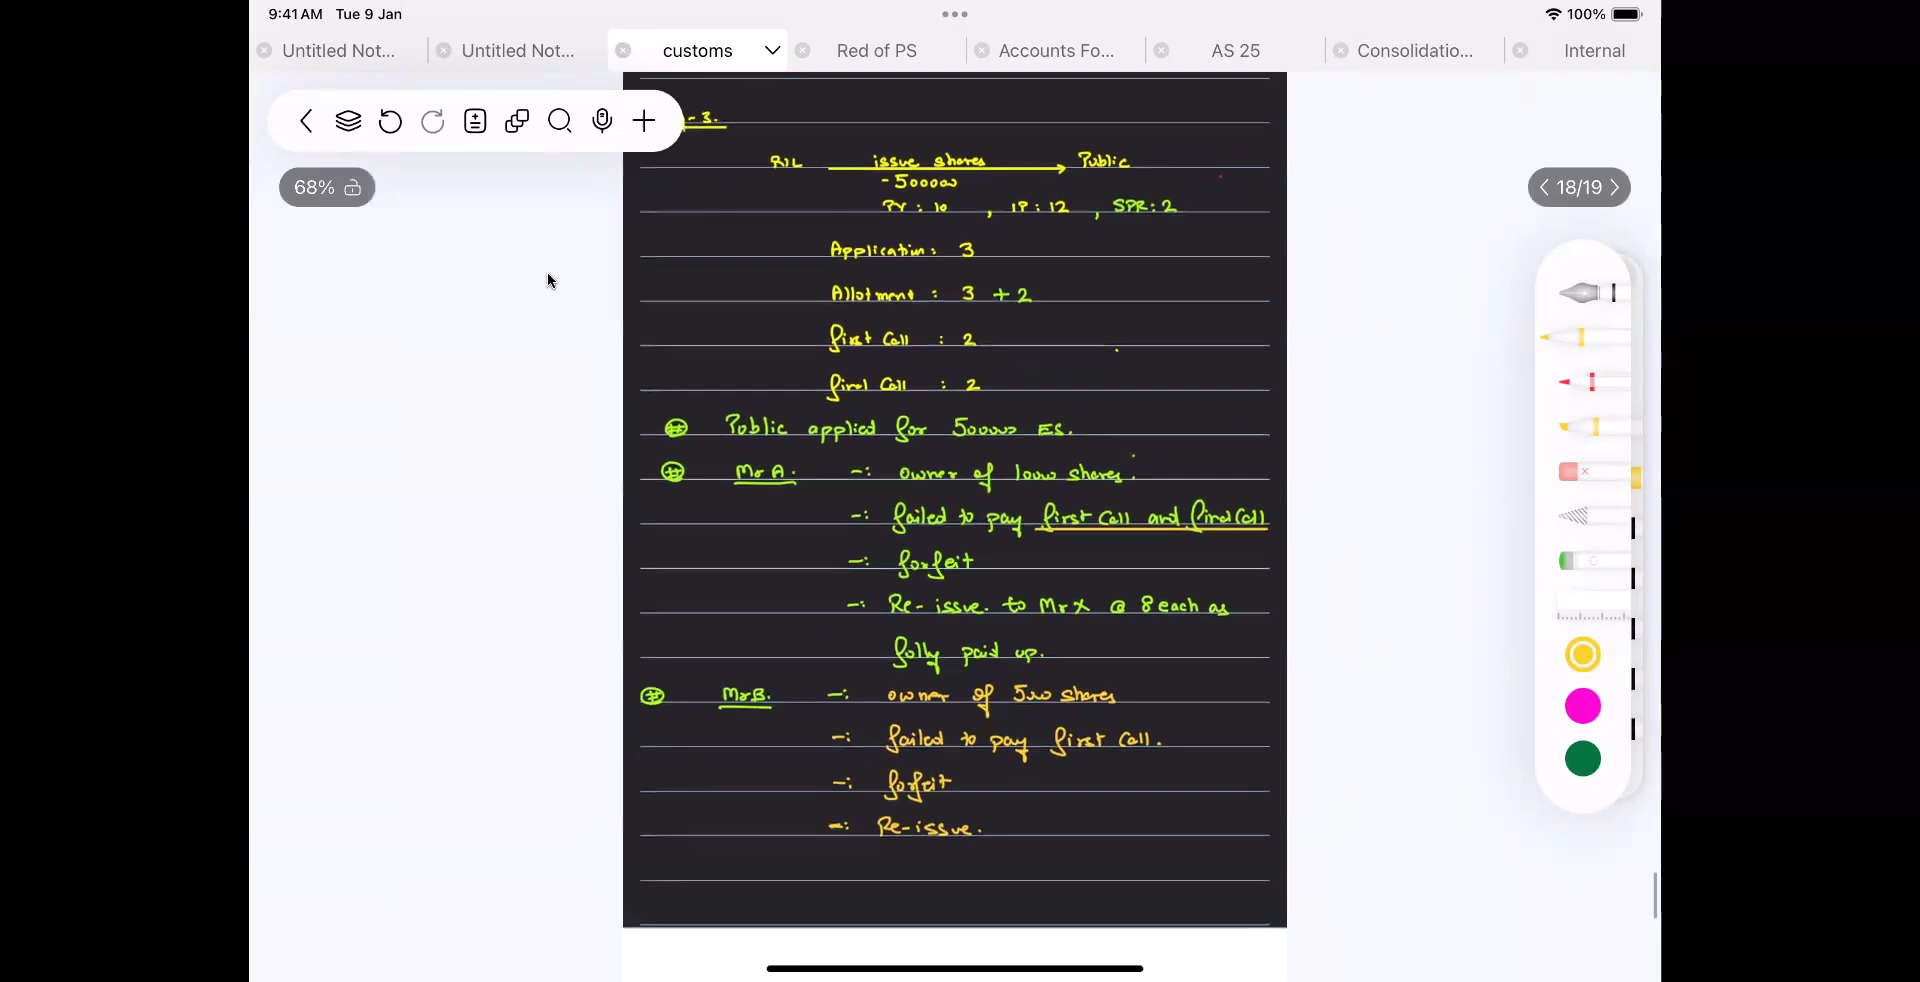 9:41 AM Tue 9 Jan
100%
Untitled Not...
Untitled Not...
customs
Red of PS
Accounts Fo...
AS 25
Consolidatio...
Internal
68%
18/19
- 3.
RIL issue shares Public
- 500000
PV : 10 , IP : 12 , SPR : 2
Application : 3
Allotment : 3 + 2
first Call : 2
final Call : 2
Public applied for 500000 ES.
Mr A. -: owner of 1000 shares.
-: failed to pay first Call and final Call
-: forfeit
-: Re-issue. to Mr X @ 8 each as
fully paid up.
Mr B. -: owner of 500 shares
-: failed to pay first Call.
-: forfeit
-: Re-issue.